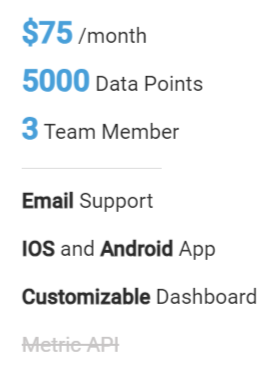 $75 /month
5000 Data Points
3 Team Member
Email Support
IOS and Android App
Customizable Dashboard
Metric API